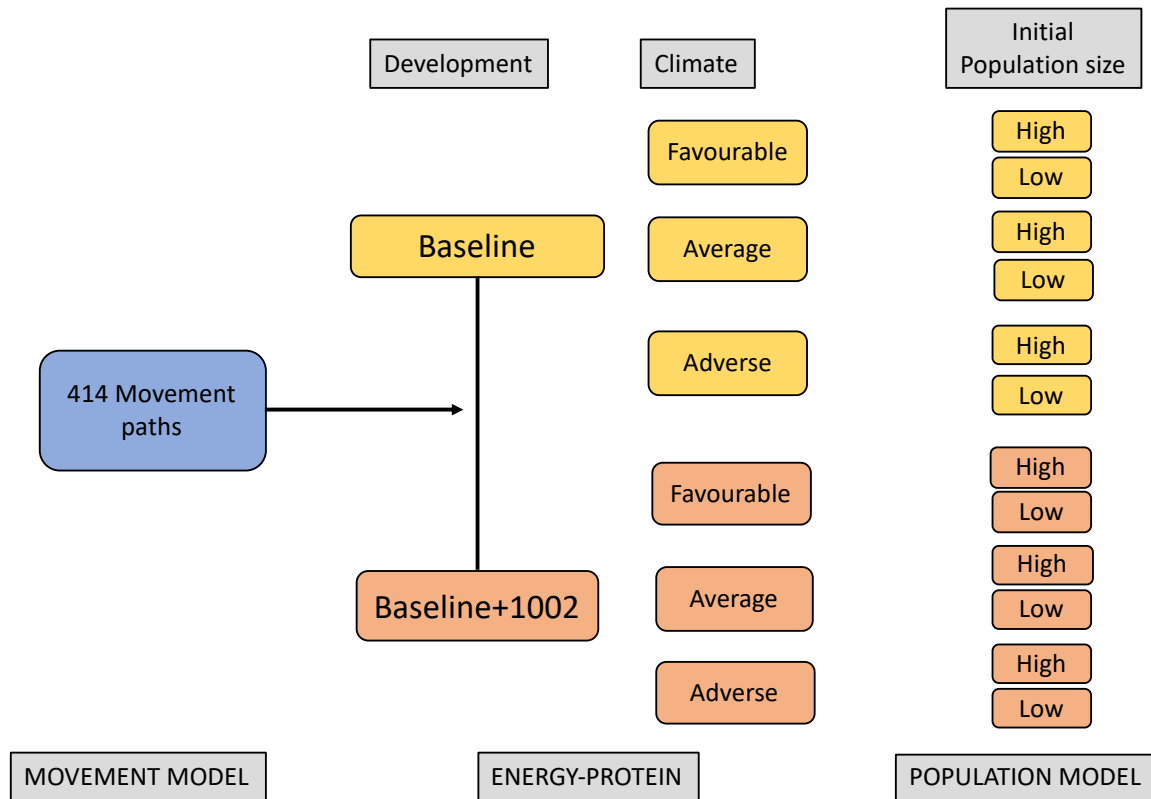 Development
Climate
Initial
Population size
Favourable
High
Low
Baseline
Average
High
Low
Adverse
High
Low
414 Movement
paths
Favourable
High
Low
Baseline+1002
Average
High
Low
Adverse
High
Low
MOVEMENT MODEL
ENERGY-PROTEIN
POPULATION MODEL